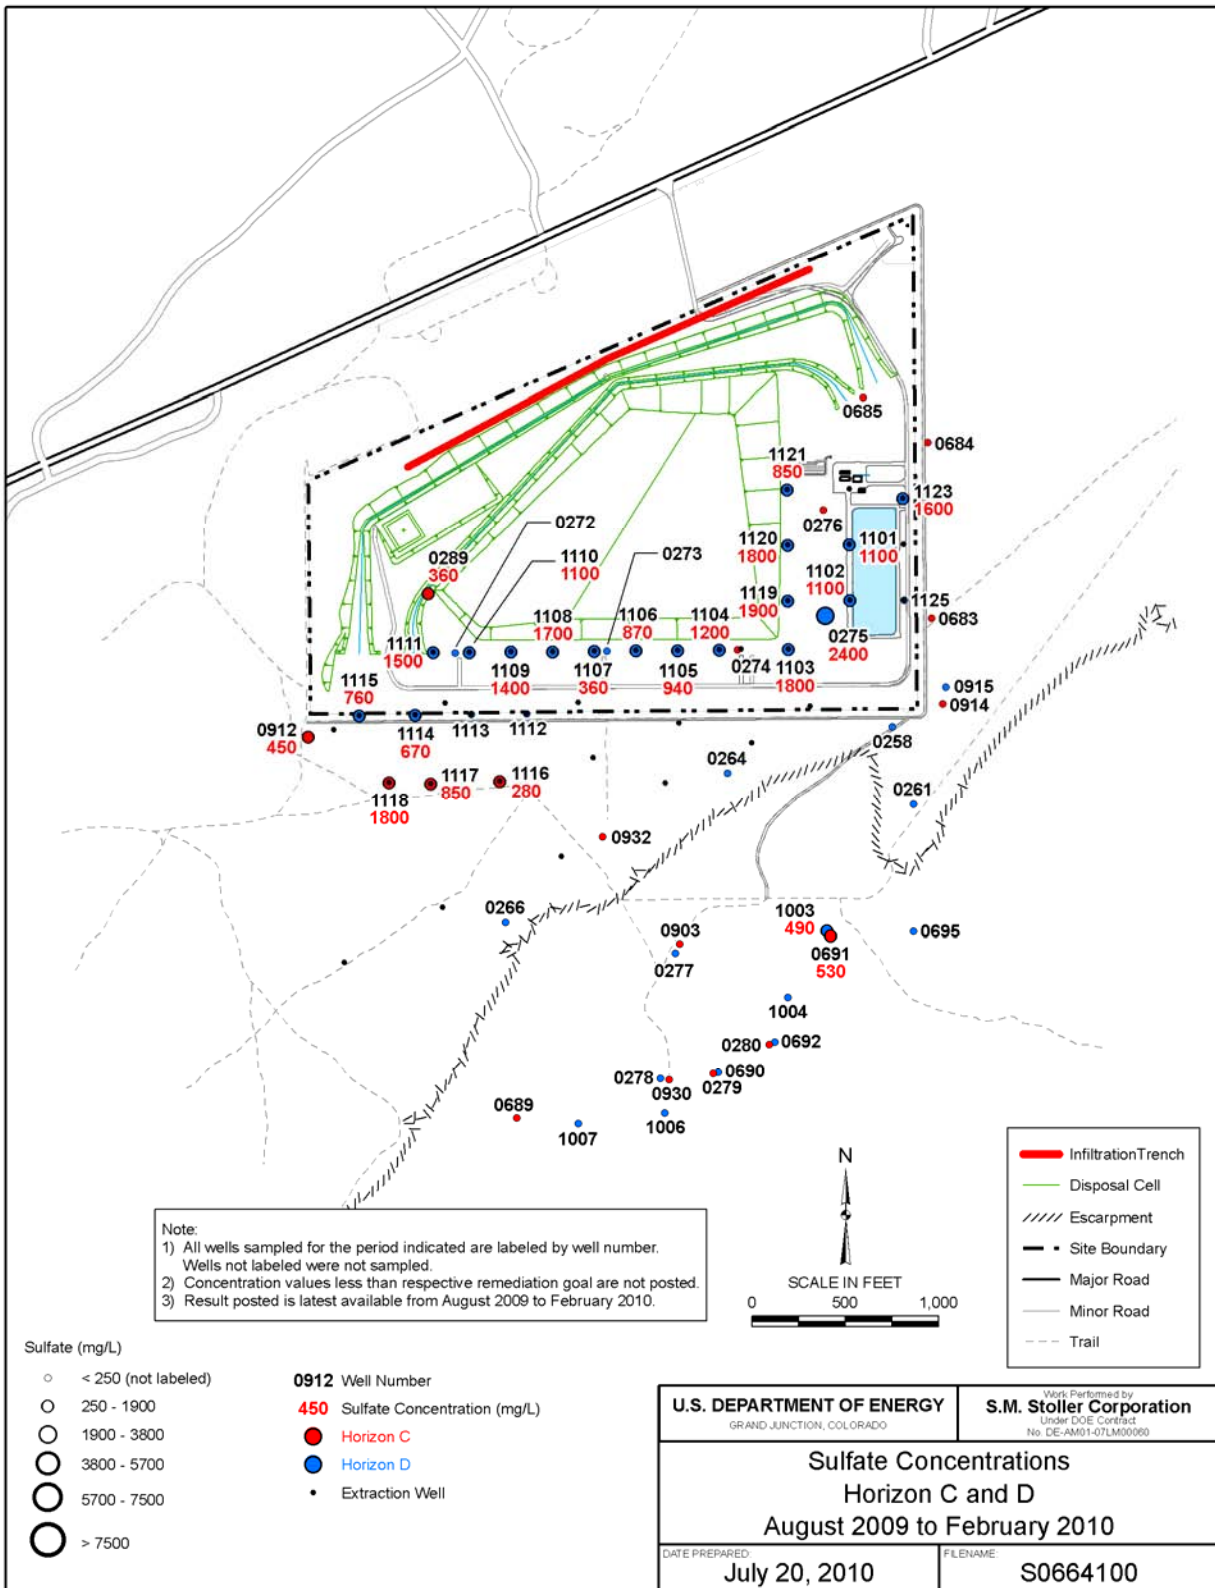 0685
0684
1121
850
1123
1600
0276
0272
1110
1100
0273
1120
1800
1101
1100
0289
360
1102
1100
1119
1900
1125
0683
1108
1700
1106
870
1104
1200
0275
2400
1111
1500
1109
1400
1107
360
1105
940
0274
1103
1800
1115
760
0915
0914
0912
450
1114
670
1113
1112
0258
0264
1118
1800
1117
850
1116
280
0261
0932
0266
0903
0277
1003
490
0691
530
0695
1004
0280
0692
0278
0930
0690
0279
0689
1007
1006
N
SCALE IN FEET
0 500 1,000
InfiltrationTrench
Disposal Cell
Escarpment
Site Boundary
Major Road
Minor Road
Trail
Note:
1) All wells sampled for the period indicated are labeled by well number.
Wells not labeled were not sampled.
2) Concentration values less than respective remediation goal are not posted.
3) Result posted is latest available from August 2009 to February 2010.
Sulfate (mg/L)
< 250 (not labeled)
250 - 1900
1900 - 3800
3800 - 5700
5700 - 7500
> 7500
0912 Well Number
450 Sulfate Concentration (mg/L)
Horizon C
Horizon D
Extraction Well
U.S. DEPARTMENT OF ENERGY
GRAND JUNCTION, COLORADO
Work Performed by
S.M. Stoller Corporation
Under DOE Contract
No. DE-AM01-07LM00060
Sulfate Concentrations
Horizon C and D
August 2009 to February 2010
DATE PREPARED:
July 20, 2010
FILENAME:
S0664100